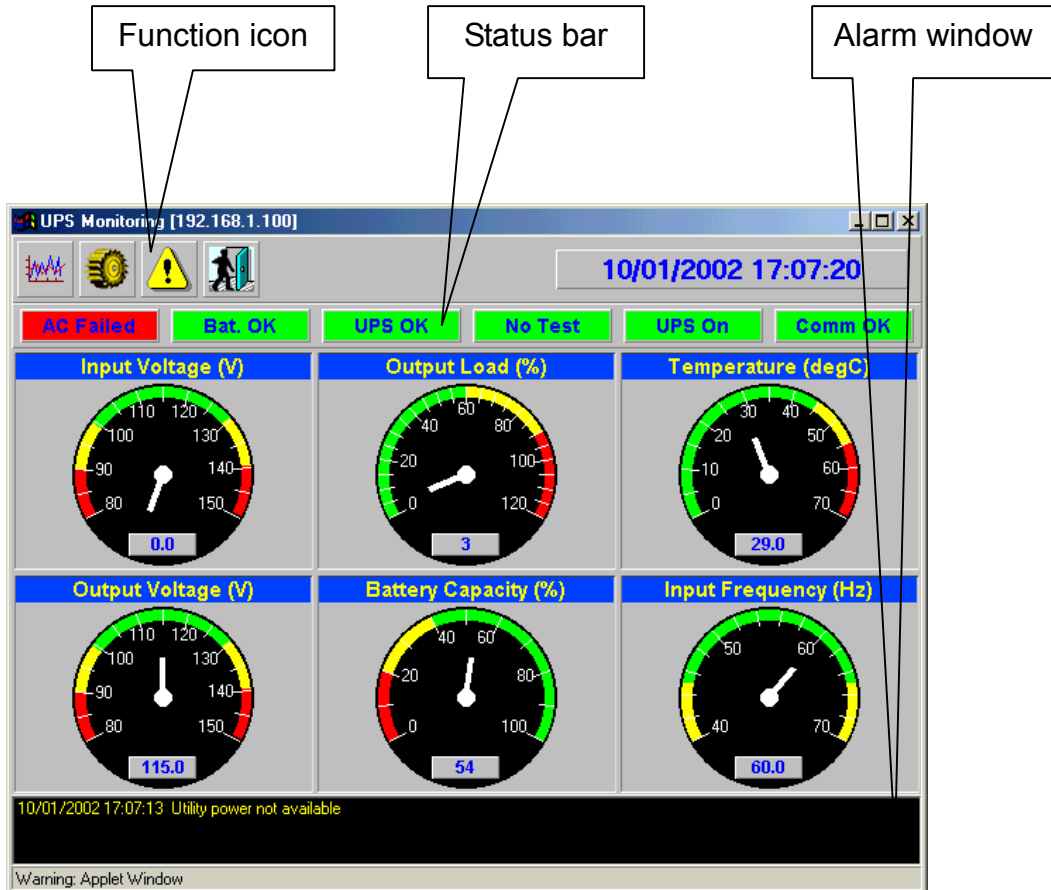 Function icon
Status bar
Alarm window
UPS Monitoring [192.168.1.100]
10/01/2002 17:07:20
AC Failed
Bat. OK
UPS OK
No Test
UPS On
Comm OK
Input Voltage (V)
80 90 100 110 120 130 140 150
0.0
Output Load (%)
0 20 40 60 80 100 120
3
Temperature (degC)
0 10 20 30 40 50 60 70
29.0
Output Voltage (V)
80 90 100 110 120 130 140 150
115.0
Battery Capacity (%)
0 20 40 60 80 100
54
Input Frequency (Hz)
40 50 60 70
60.0
10/01/2002 17:07:13 Utility power not available
Warning: Applet Window